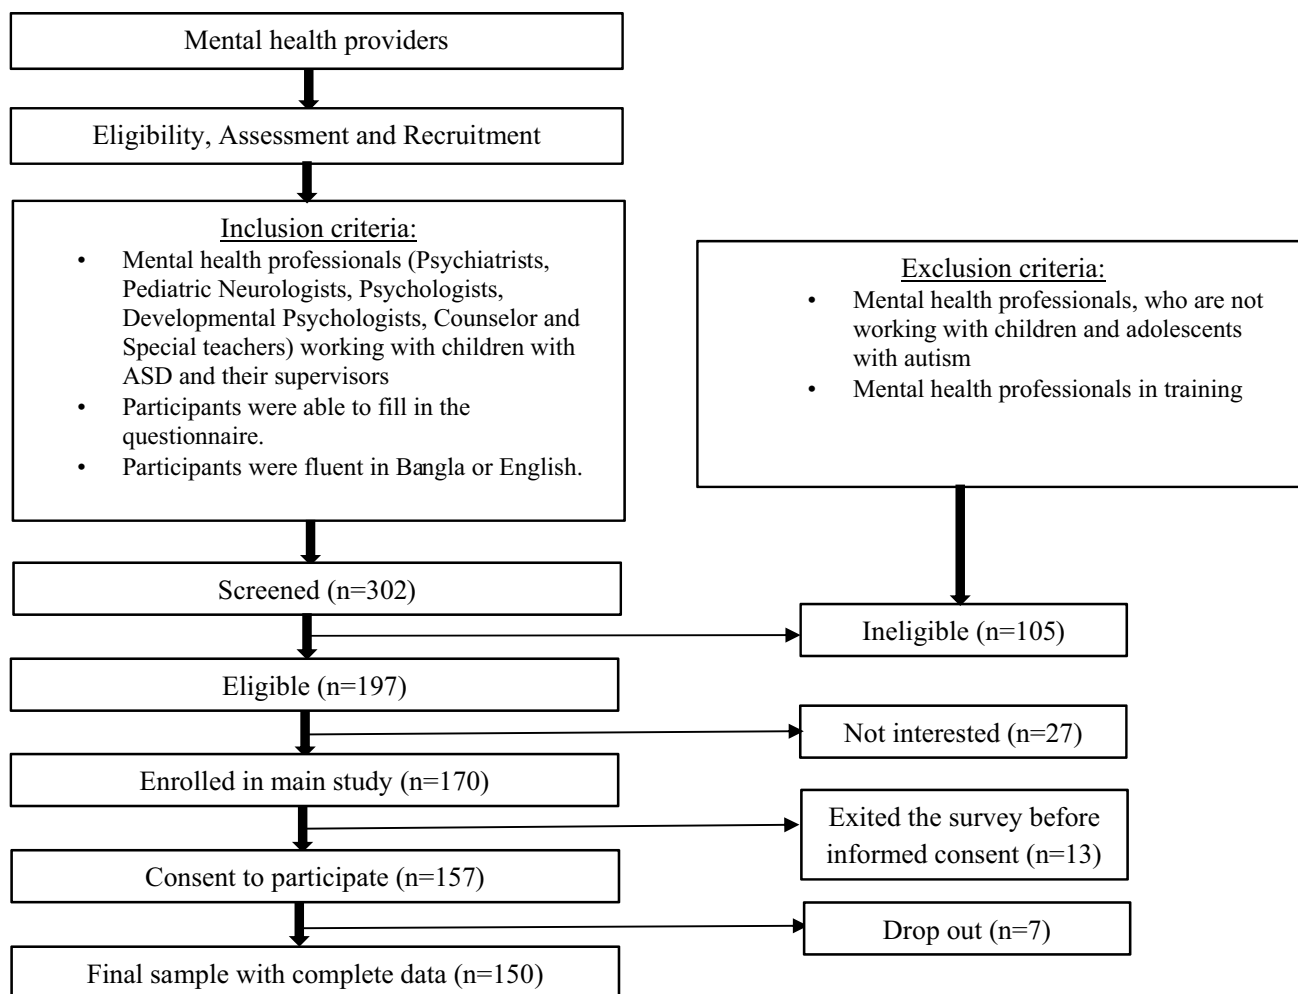 Mental health providers
Eligibility, Assessment and Recruitment
Inclusion criteria:
• Mental health professionals (Psychiatrists,
Pediatric Neurologists, Psychologists,
Developmental Psychologists, Counselor and
Special teachers) working with children with
ASD and their supervisors
• Participants were able to fill in the
questionnaire.
• Participants were fluent in Bangla or English.
Exclusion criteria:
• Mental health professionals, who are not
working with children and adolescents
with autism
• Mental health professionals in training
Screened (n=302)
Ineligible (n=105)
Eligible (n=197)
Not interested (n=27)
Enrolled in main study (n=170)
Exited the survey before
informed consent (n=13)
Consent to participate (n=157)
Drop out (n=7)
Final sample with complete data (n=150)